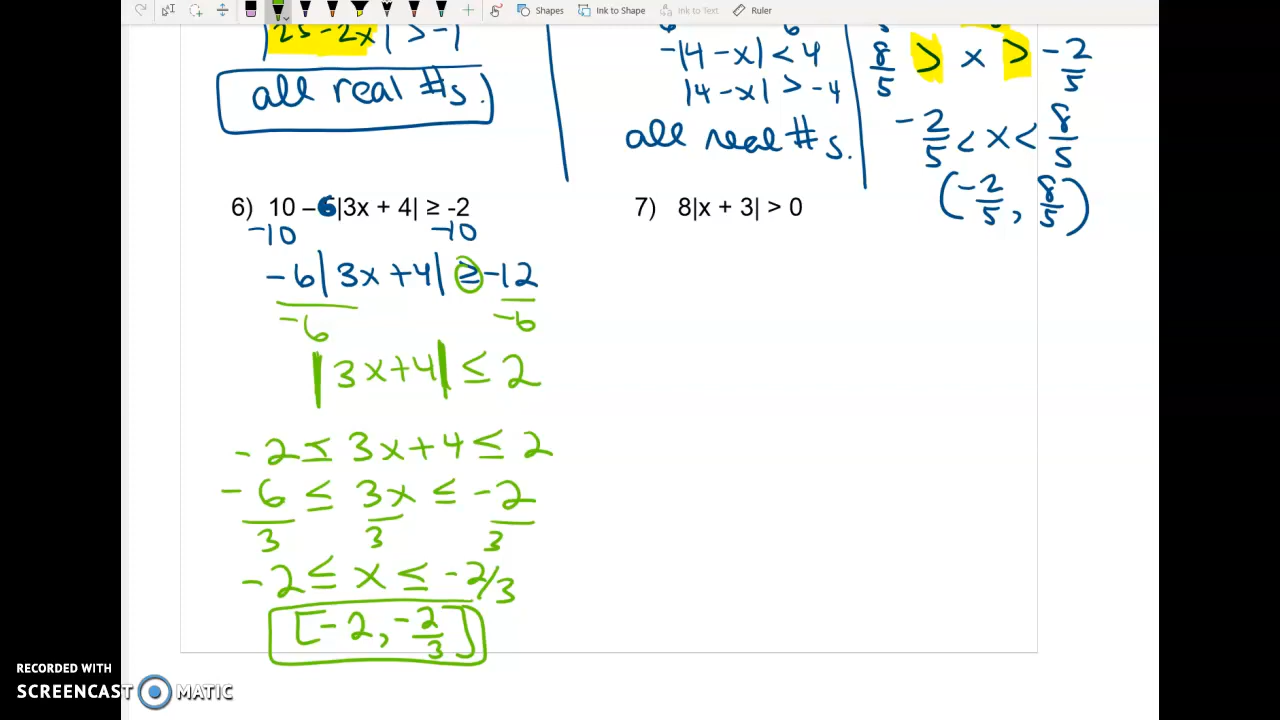 Shapes Ink to Shape Ink to Text Ruler
|25 - 2x| > -1
all real #s.
-|4 - x| < 4
|4 - x| > -4
all real #s.
8/5 > x > -2/5
-2/5 < x < 8/5
(-2/5, 8/5)
6) 10 – 6|3x + 4| ≥ -2
-10 -10
-6|3x + 4| ≥ -12
-6 -6
|3x + 4| ≤ 2
-2 ≤ 3x + 4 ≤ 2
-6 ≤ 3x ≤ -2
3 3 3
-2 ≤ x ≤ -2/3
[-2, -2/3]
7) 8|x + 3| > 0
RECORDED WITH
SCREENCAST MATIC